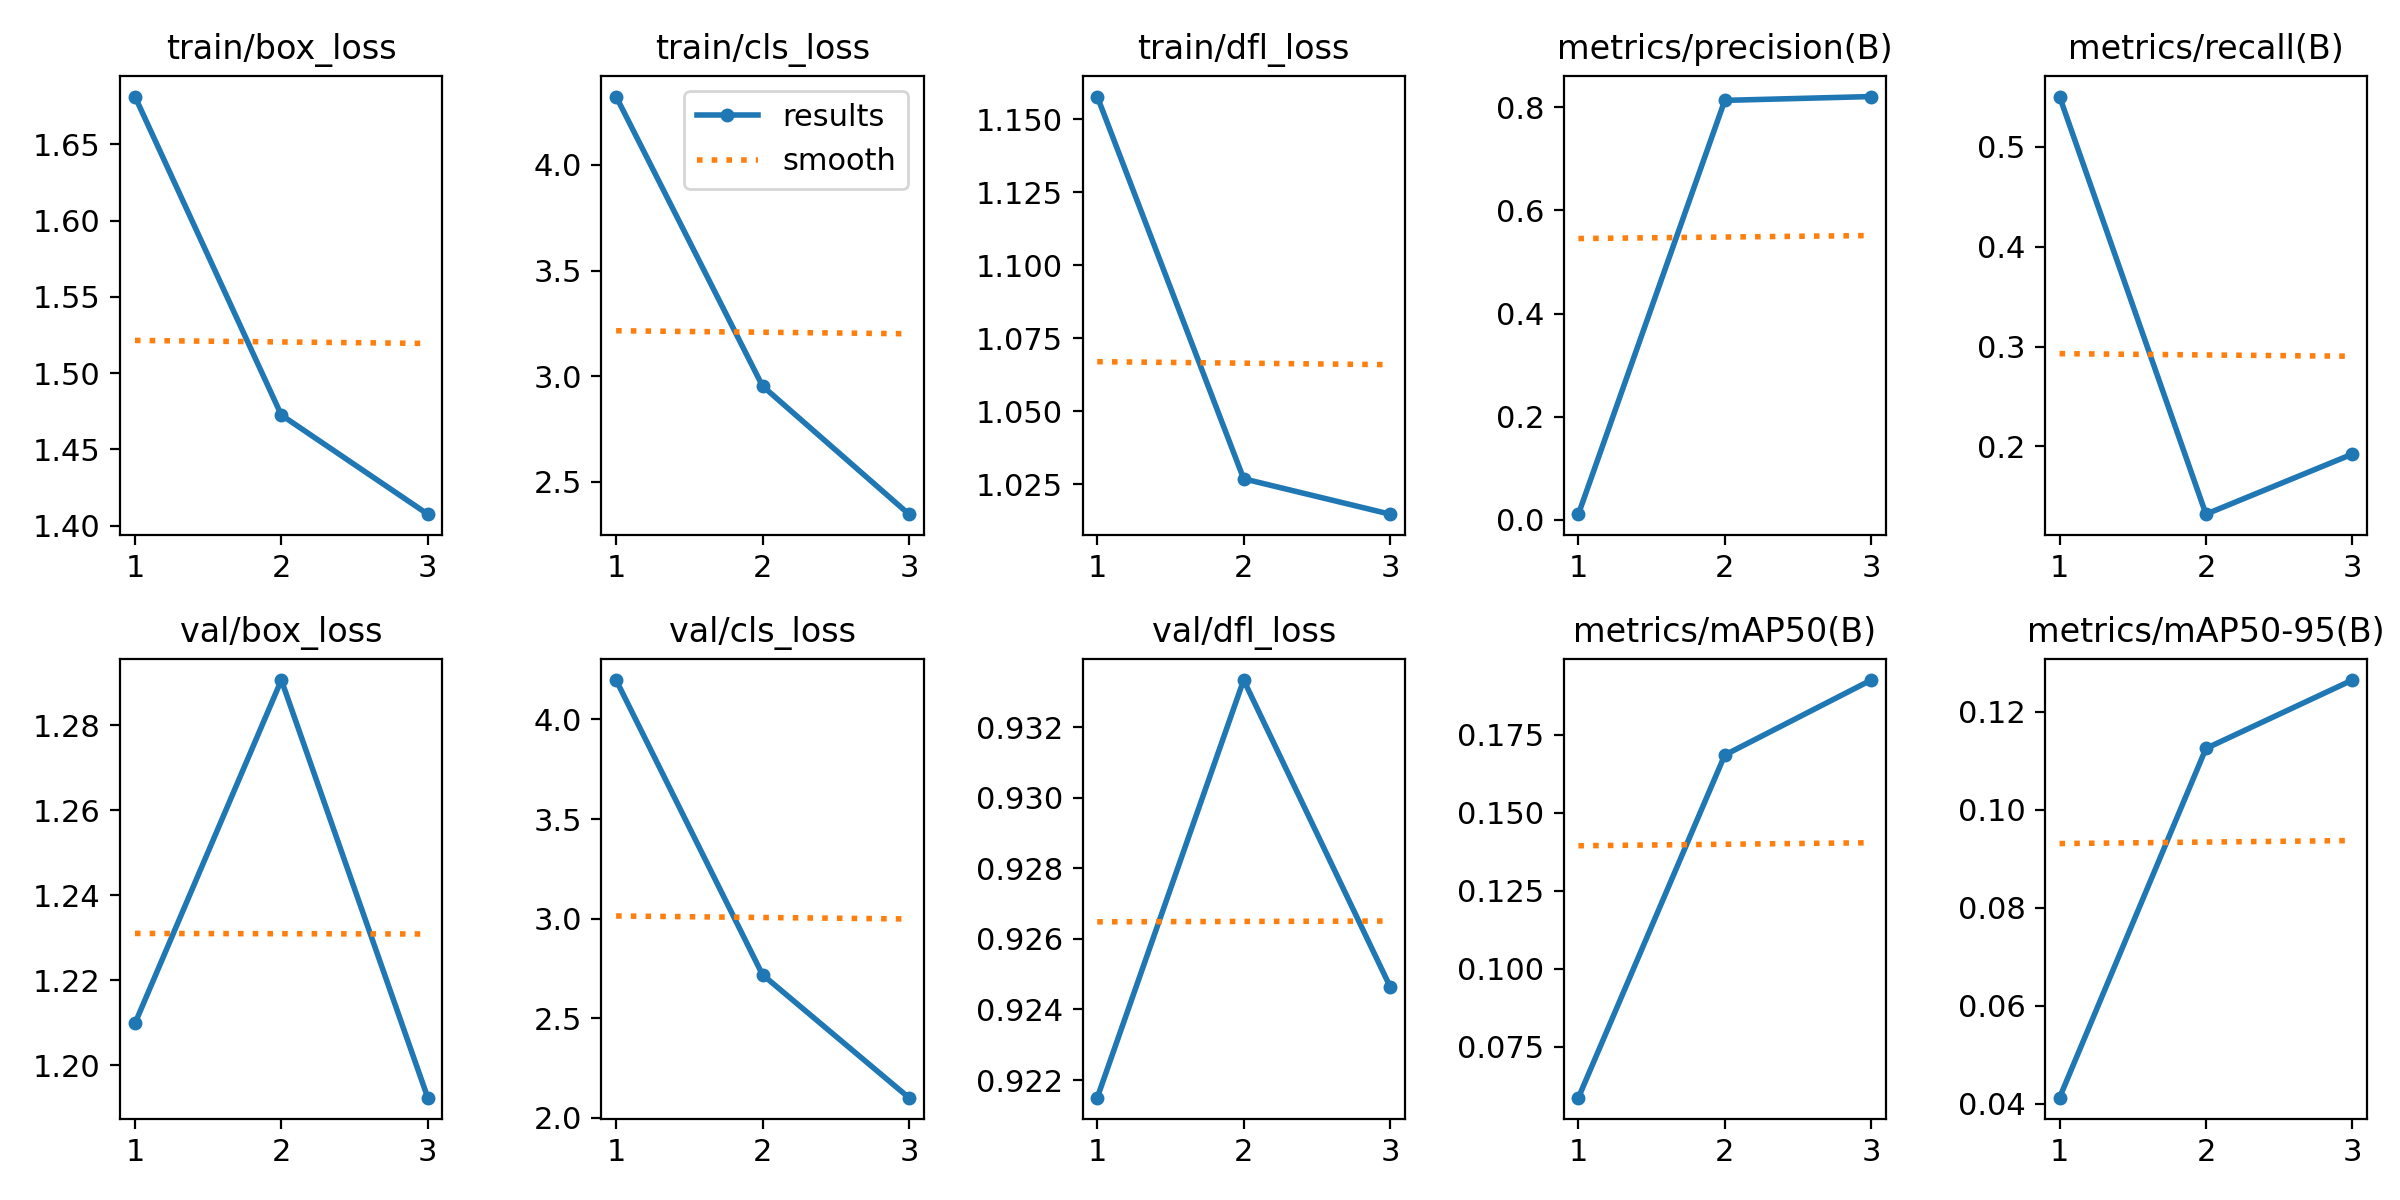 train/box_loss
1.65
1.60
1.55
1.50
1.45
1.40
1 2 3
train/cls_loss
results
smooth
4.0
3.5
3.0
2.5
1 2 3
train/dfl_loss
1.150
1.125
1.100
1.075
1.050
1.025
1 2 3
metrics/precision(B)
0.8
0.6
0.4
0.2
0.0
1 2 3
metrics/recall(B)
0.5
0.4
0.3
0.2
1 2 3
val/box_loss
1.28
1.26
1.24
1.22
1.20
1 2 3
val/cls_loss
4.0
3.5
3.0
2.5
2.0
1 2 3
val/dfl_loss
0.932
0.930
0.928
0.926
0.924
0.922
1 2 3
metrics/mAP50(B)
0.175
0.150
0.125
0.100
0.075
1 2 3
metrics/mAP50-95(B)
0.12
0.10
0.08
0.06
0.04
1 2 3